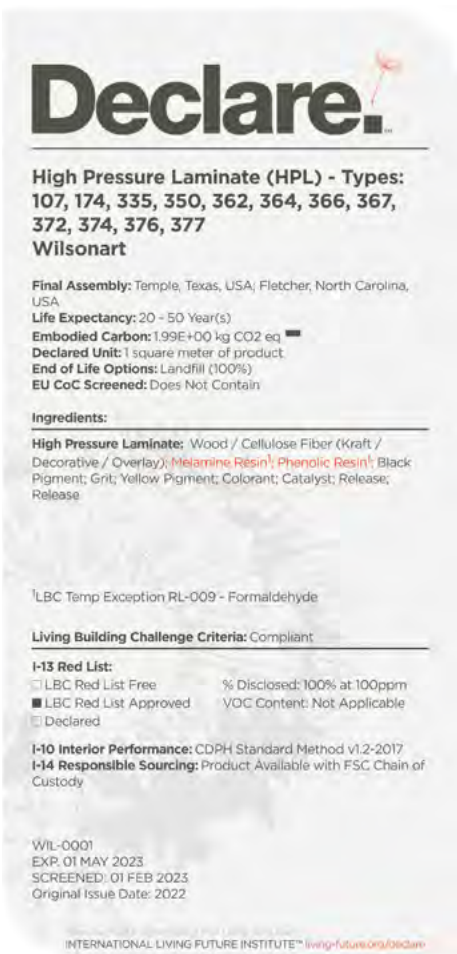 Declare.™
High Pressure Laminate (HPL) - Types:
107, 174, 335, 350, 362, 364, 366, 367,
372, 374, 376, 377
Wilsonart
Final Assembly: Temple, Texas, USA; Fletcher, North Carolina,
USA
Life Expectancy: 20 - 50 Year(s)
Embodied Carbon: 1.99E+00 kg CO2 eq
Declared Unit: 1 square meter of product
End of Life Options: Landfill (100%)
EU CoC Screened: Does Not Contain
Ingredients:
High Pressure Laminate: Wood / Cellulose Fiber (Kraft /
Decorative / Overlay); Melamine Resin¹; Phenolic Resin¹; Black
Pigment; Grit; Yellow Pigment; Colorant; Catalyst; Release;
Release
¹LBC Temp Exception RL-009 - Formaldehyde
Living Building Challenge Criteria: Compliant
I-13 Red List:
☐ LBC Red List Free % Disclosed: 100% at 100ppm
■ LBC Red List Approved VOC Content: Not Applicable
☐ Declared
I-10 Interior Performance: CDPH Standard Method v1.2-2017
I-14 Responsible Sourcing: Product Available with FSC Chain of
Custody
WIL-0001
EXP. 01 MAY 2023
SCREENED: 01 FEB 2023
Original Issue Date: 2022
INTERNATIONAL LIVING FUTURE INSTITUTE™ living-future.org/declare